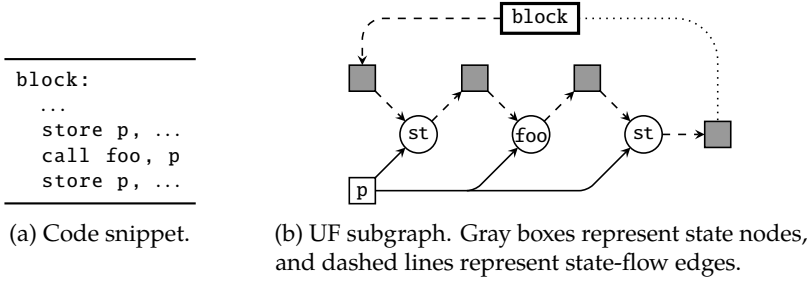 block:
...
store p, ...
call foo, p
store p, ...
(a) Code snippet.
block
st
foo
st
p
(b) UF subgraph. Gray boxes represent state nodes,
and dashed lines represent state-flow edges.